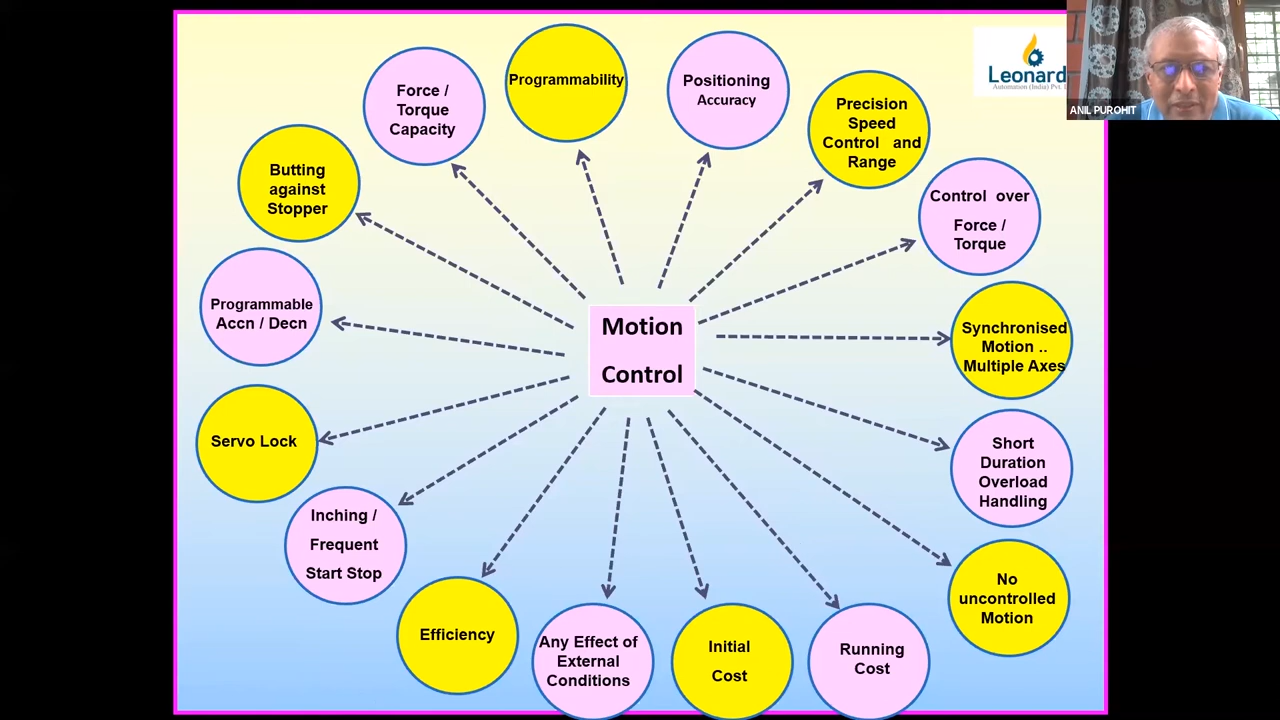 Programmability
Positioning
Accuracy
Force /
Torque
Capacity
Precision
Speed
Control and
Range
Leonard
Automation (India) Pvt.
ANIL PUROHIT
Butting
against
Stopper
Control over
Force /
Torque
Programmable
Accn / Decn
Motion
Control
Synchronised
Motion ..
Multiple Axes
Servo Lock
Short
Duration
Overload
Handling
Inching /
Frequent
Start Stop
No
uncontrolled
Motion
Efficiency
Any Effect of
External
Conditions
Initial
Cost
Running
Cost